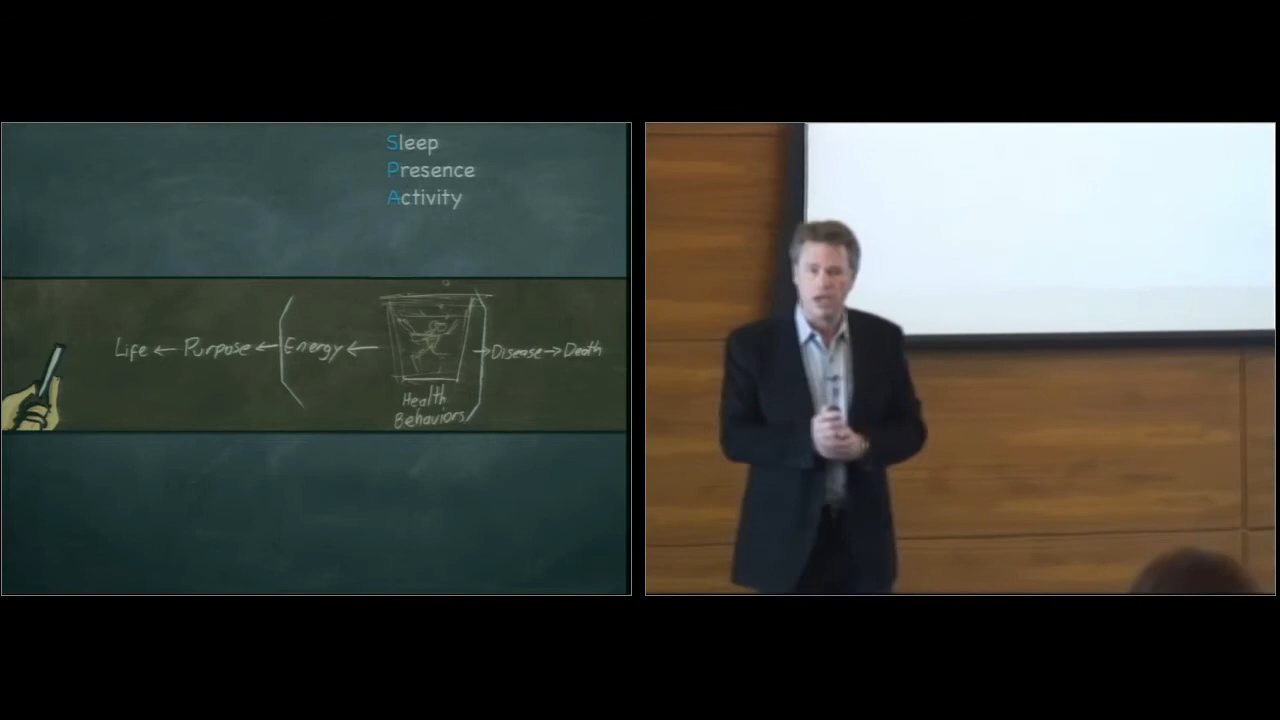 Sleep
Presence
Activity
Life ← Purpose ← Energy ← → Disease → Death
Health
Behaviors